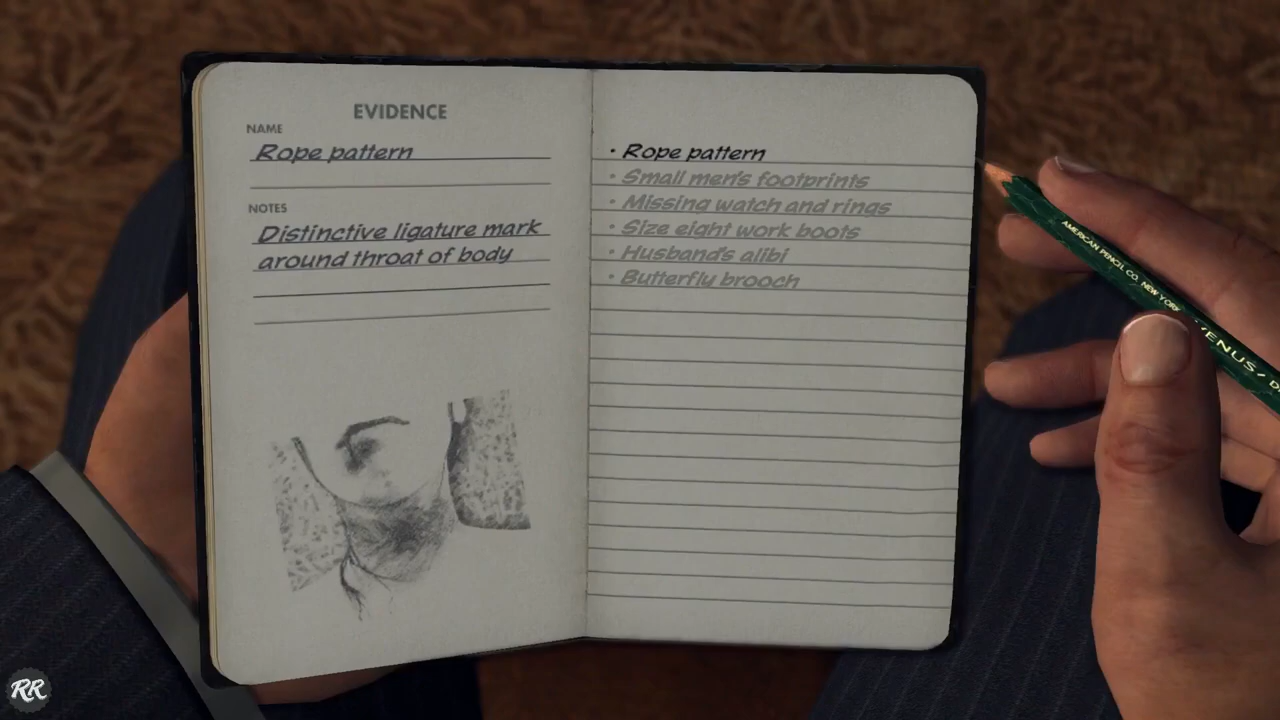 EVIDENCE
NAME
Rope pattern
NOTES
Distinctive ligature mark
around throat of body
• Rope pattern
• Small men's footprints
• Missing watch and rings
• Size eight work boots
• Husband's alibi
• Butterfly brooch
AMERICAN PENCIL CO. NEW YORK
VENUS
RR